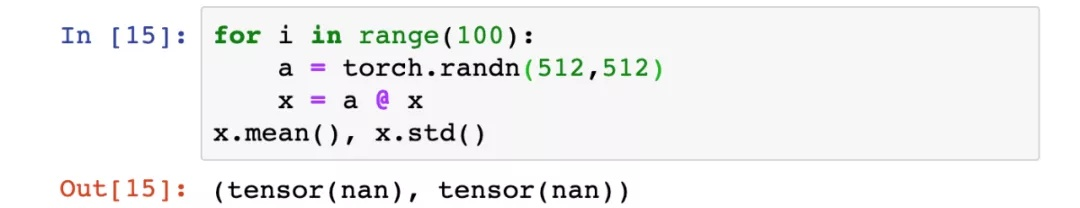 In [15]: for i in range(100):
    a = torch.randn(512,512)
    x = a @ x
x.mean(), x.std()
Out[15]: (tensor(nan), tensor(nan))